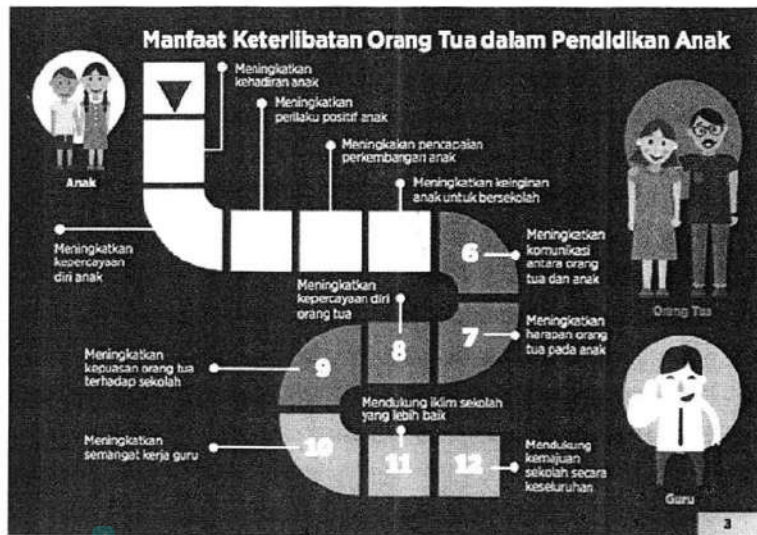 Manfaat Keterlibatan Orang Tua dalam Pendidikan Anak
Meningkatkan
kehadiran anak
Meningkatkan
perilaku positif anak
Meningkakan pencapaian
perkembangan anak
Meningkatkan keinginan
anak untuk bersekolah
Anak
Meningkatkan
kepercayaan
diri anak
6
Meningkatkan
komunikasi
antara orang
tua dan anak
Orang Tua
Meningkatkan
kepercayaan diri
orang tua
7
Meningkatkan
harapan orang
tua pada anak
8
9
Meningkatkan
kepuasan orang tua
terhadap sekolah
Mendukung iklim sekolah
yang lebih baik
Meningkatkan
semangat kerja guru
10
11
12
Mendukung
kemajuan
sekolah secara
keseluruhan
Guru
3